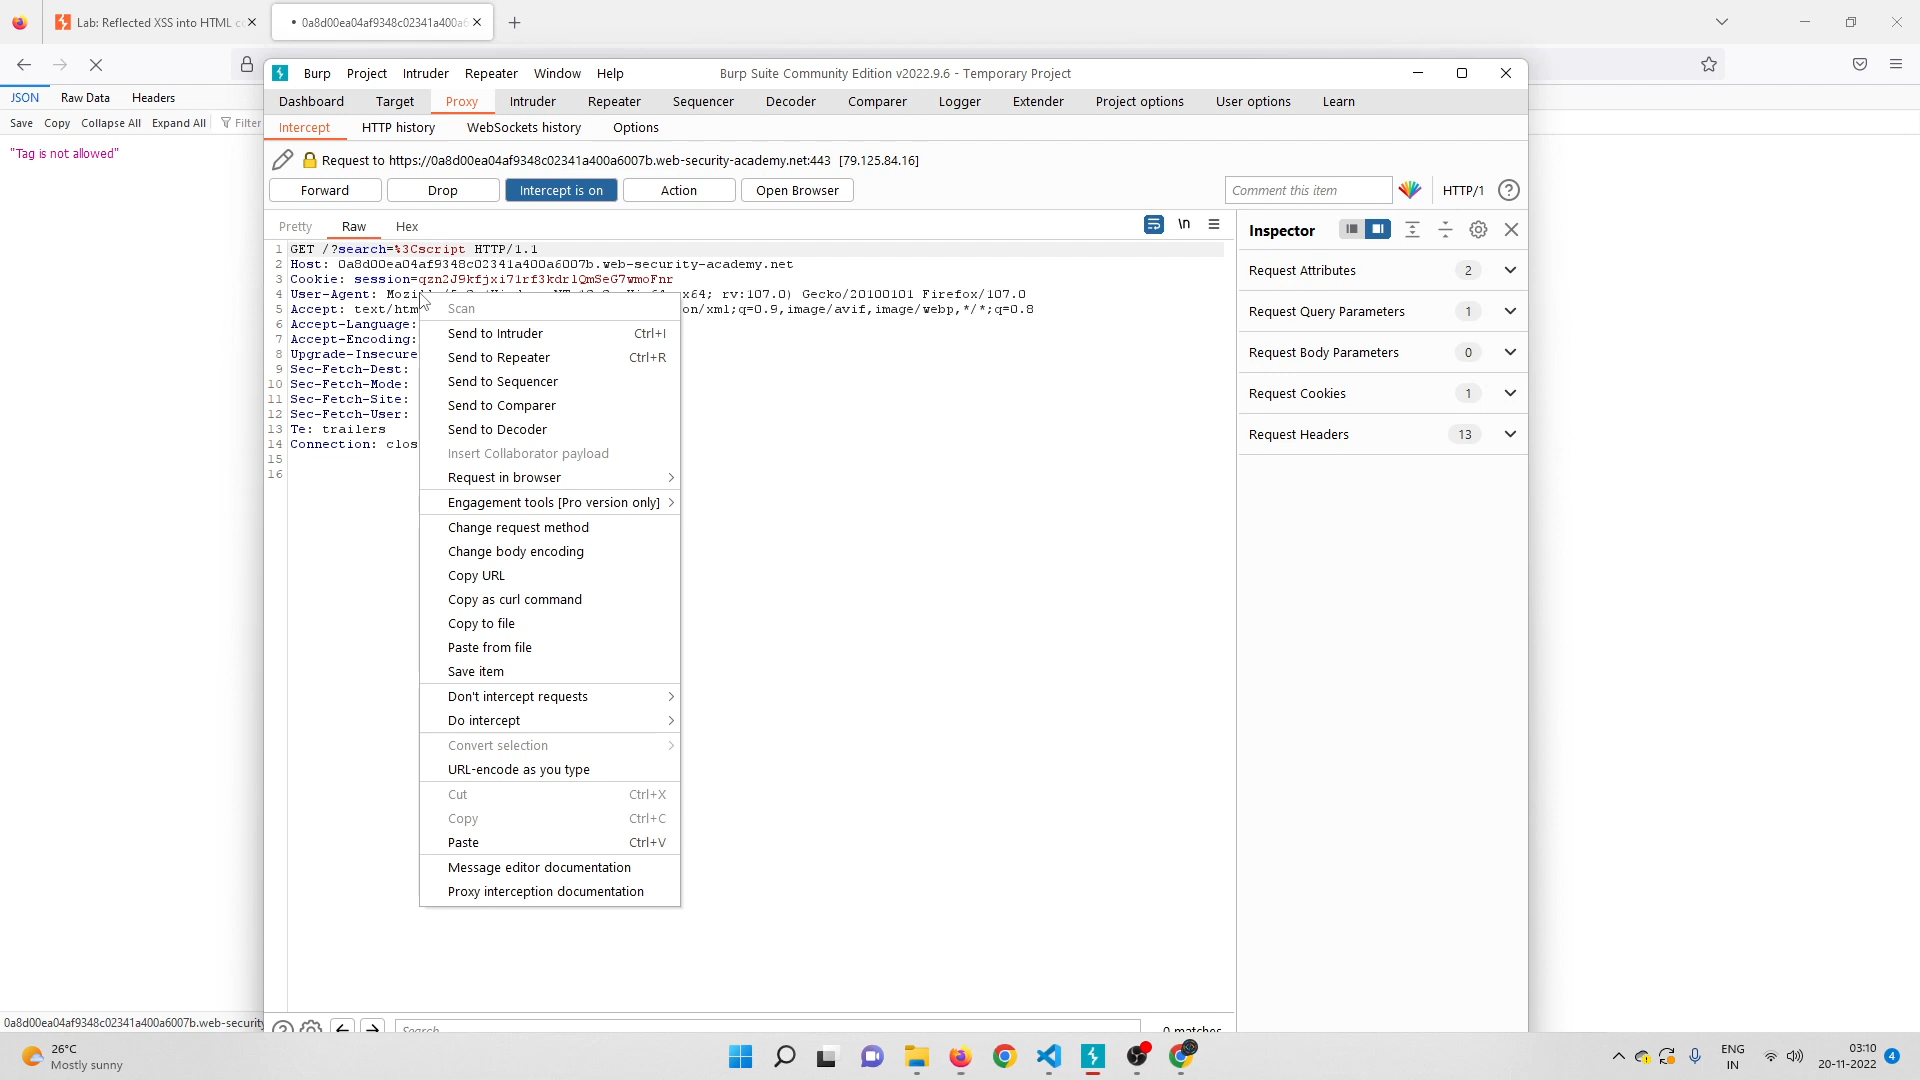 Lab: Reflected XSS into HTML c
0a8d00ea04af9348c02341a400a6
JSON
Raw Data
Headers
Save
Copy
Collapse All
Expand All
Filter
"Tag is not allowed"
Burp
Project
Intruder
Repeater
Window
Help
Burp Suite Community Edition v2022.9.6 - Temporary Project
Dashboard
Target
Proxy
Intruder
Repeater
Sequencer
Decoder
Comparer
Logger
Extender
Project options
User options
Learn
Intercept
HTTP history
WebSockets history
Options
Request to https://0a8d00ea04af9348c02341a400a6007b.web-security-academy.net:443 [79.125.84.16]
Forward
Drop
Intercept is on
Action
Open Browser
Comment this item
HTTP/1
?
Pretty
Raw
Hex
\n
1 GET /?search=%3Cscript HTTP/1.1
2 Host: 0a8d00ea04af9348c02341a400a6007b.web-security-academy.net
3 Cookie: session=qzn2J9kfjxi71rf3kdrlQmSeG7wmoFnr
4 User-Agent: x64; rv:107.0) Gecko/20100101 Firefox/107.0
5 Accept: text/htm on/xml;q=0.9,image/avif,image/webp,*/*;q=0.8
6 Accept-Language:
7 Accept-Encoding:
8 Upgrade-Insecure
9 Sec-Fetch-Dest:
10 Sec-Fetch-Mode:
11 Sec-Fetch-Site:
12 Sec-Fetch-User:
13 Te: trailers
14 Connection: clos
15
16
Scan
Send to Intruder Ctrl+I
Send to Repeater Ctrl+R
Send to Sequencer
Send to Comparer
Send to Decoder
Insert Collaborator payload
Request in browser
Engagement tools [Pro version only]
Change request method
Change body encoding
Copy URL
Copy as curl command
Copy to file
Paste from file
Save item
Don't intercept requests
Do intercept
Convert selection
URL-encode as you type
Cut Ctrl+X
Copy Ctrl+C
Paste Ctrl+V
Message editor documentation
Proxy interception documentation
Inspector
Request Attributes 2
Request Query Parameters 1
Request Body Parameters 0
Request Cookies 1
Request Headers 13
0a8d00ea04af9348c02341a400a6007b.web-security
Search...
0 matches
26°C
Mostly sunny
ENG
IN
03:10
20-11-2022
4